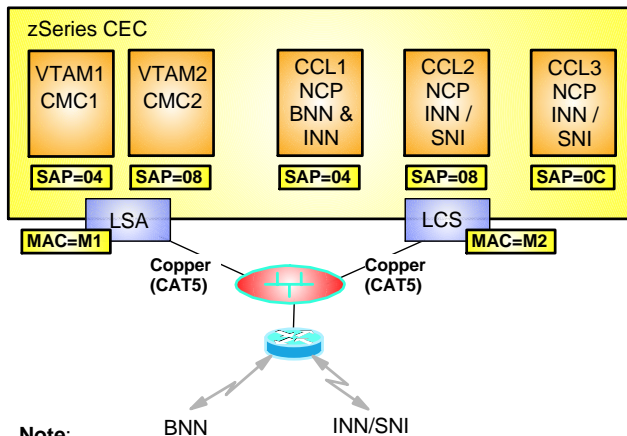 zSeries CEC
VTAM1
CMC1
VTAM2
CMC2
CCL1
NCP
BNN &
INN
CCL2
NCP
INN /
SNI
CCL3
NCP
INN /
SNI
SAP=04
SAP=08
SAP=04
SAP=08
SAP=0C
LSA
LCS
MAC=M1
MAC=M2
Copper
(CAT5)
Copper
(CAT5)
BNN
INN/SNI
Note: